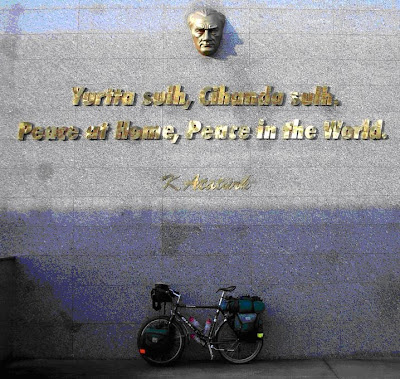 Yurtta sulh, Cihanda sulh.
Peace at Home, Peace in the World.
K. Atatürk